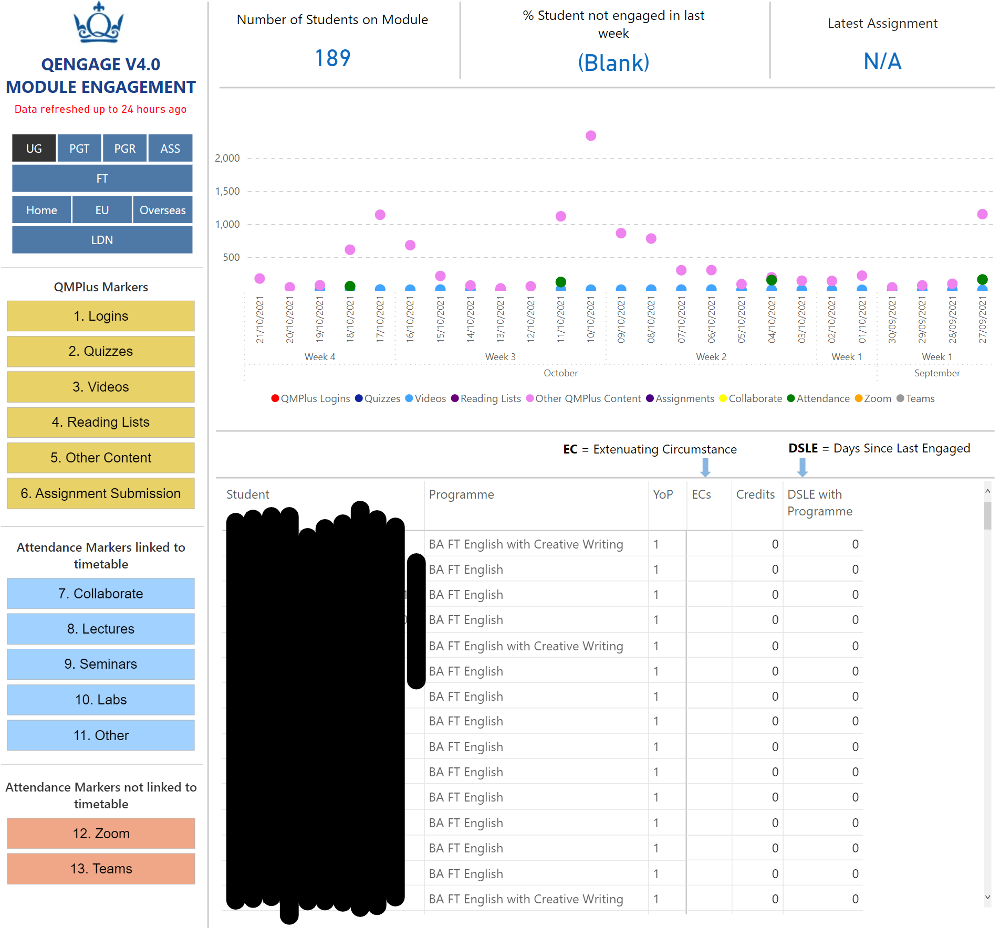 QENGAGE V4.0
MODULE ENGAGEMENT
Data refreshed up to 24 hours ago
UG PGT PGR ASS
FT
Home EU Overseas
LDN
QMPlus Markers
1. Logins
2. Quizzes
3. Videos
4. Reading Lists
5. Other Content
6. Assignment Submission
Attendance Markers linked to
timetable
7. Collaborate
8. Lectures
9. Seminars
10. Labs
11. Other
Attendance Markers not linked to
timetable
12. Zoom
13. Teams
Number of Students on Module
189
% Student not engaged in last
week
(Blank)
Latest Assignment
N/A
2,000
1,500
1,000
500
21/10/2021
20/10/2021
19/10/2021
18/10/2021
17/10/2021
16/10/2021
15/10/2021
14/10/2021
13/10/2021
12/10/2021
11/10/2021
10/10/2021
09/10/2021
08/10/2021
07/10/2021
06/10/2021
05/10/2021
04/10/2021
03/10/2021
02/10/2021
01/10/2021
30/09/2021
29/09/2021
28/09/2021
27/09/2021
Week 4 Week 3 Week 2 Week 1 Week 1
October September
QMPlus Logins Quizzes Videos Reading Lists Other QMPlus Content Assignments Collaborate Attendance Zoom Teams
EC = Extenuating Circumstance DSLE = Days Since Last Engaged
Student Programme YoP ECs Credits DSLE with
Programme
BA FT English with Creative Writing 1 0 0
BA FT English 1 0 0
BA FT English 1 0 0
BA FT English 1 0 0
BA FT English with Creative Writing 1 0 0
BA FT English 1 0 0
BA FT English 1 0 0
BA FT English 1 0 0
BA FT English 1 0 0
BA FT English 1 0 0
BA FT English 1 0 0
BA FT English 1 0 0
BA FT English 1 0 0
BA FT English 1 0 0
BA FT English with Creative Writing 1 0 0